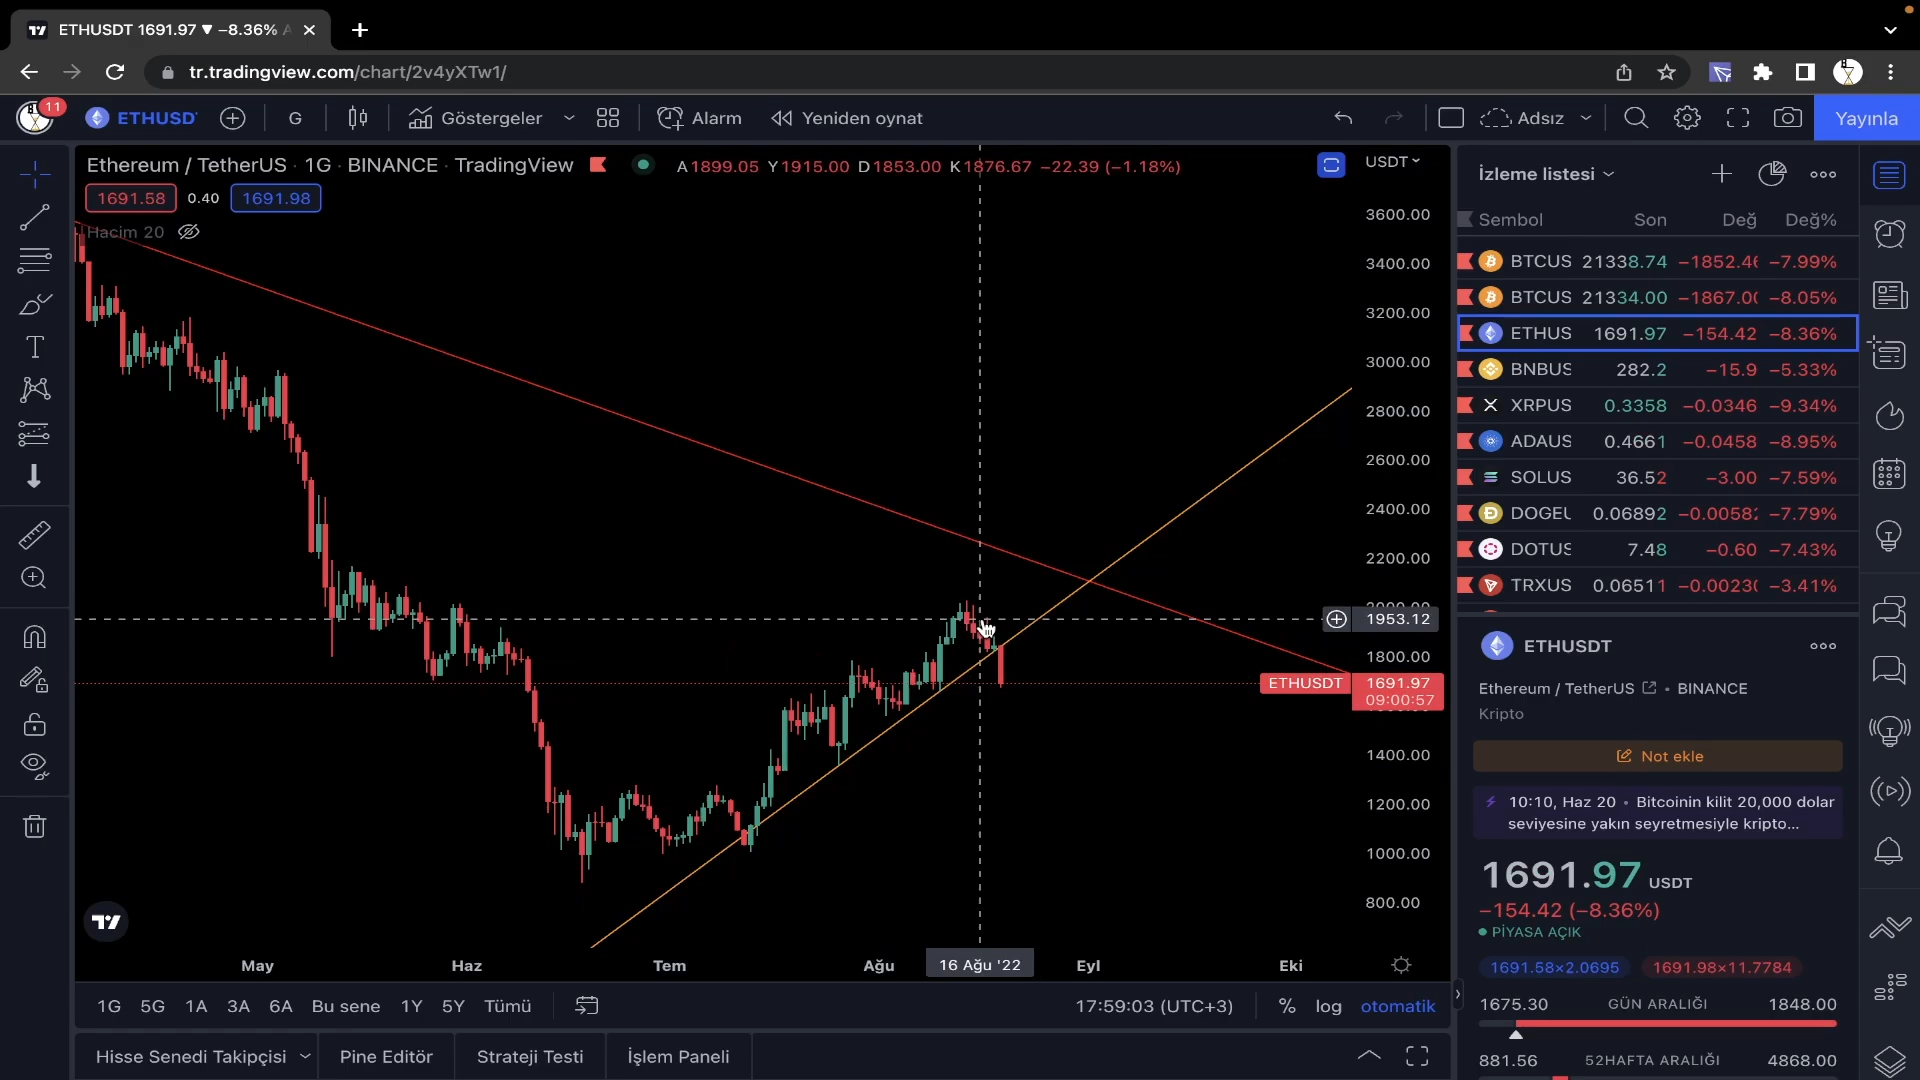 ETHUSDT 1691.97 ▼ −8.36%
tr.tradingview.com/chart/2v4yXTw1/
11
ETHUSD
G
Göstergeler
Alarm
Yeniden oynat
Adsız
Yayınla
Ethereum / TetherUS · 1G · BINANCE · TradingView
A1899.05 Y1915.00 D1853.00 K1876.67 −22.39 (−1.18%)
1691.58
0.40
1691.98
Hacim 20
USDT
3600.00
3400.00
3200.00
3000.00
2800.00
2600.00
2400.00
2200.00
1953.12
1800.00
ETHUSDT
1691.97
09:00:57
1400.00
1200.00
1000.00
800.00
May
Haz
Tem
Ağu
16 Ağu '22
Eyl
Eki
1G
5G
1A
3A
6A
Bu sene
1Y
5Y
Tümü
17:59:03 (UTC+3)
%
log
otomatik
Hisse Senedi Takipçisi
Pine Editör
Strateji Testi
İşlem Paneli
İzleme listesi
Sembol Son Değ Değ%
BTCUS 21338.74 −1852.46 −7.99%
BTCUS 21334.00 −1867.00 −8.05%
ETHUS 1691.97 −154.42 −8.36%
BNBUS 282.2 −15.9 −5.33%
XRPUS 0.3358 −0.0346 −9.34%
ADAUS 0.4661 −0.0458 −8.95%
SOLUS 36.52 −3.00 −7.59%
DOGEU 0.06892 −0.00582 −7.79%
DOTUS 7.48 −0.60 −7.43%
TRXUS 0.06511 −0.00230 −3.41%
ETHUSDT
Ethereum / TetherUS • BINANCE
Kripto
Not ekle
10:10, Haz 20 • Bitcoinin kilit 20,000 dolar
seviyesine yakın seyretmesiyle kripto...
1691.97 USDT
−154.42 (−8.36%)
PİYASA AÇIK
1691.58×2.0695
1691.98×11.7784
1675.30 GÜN ARALIĞI 1848.00
881.56 52HAFTA ARALIĞI 4868.00